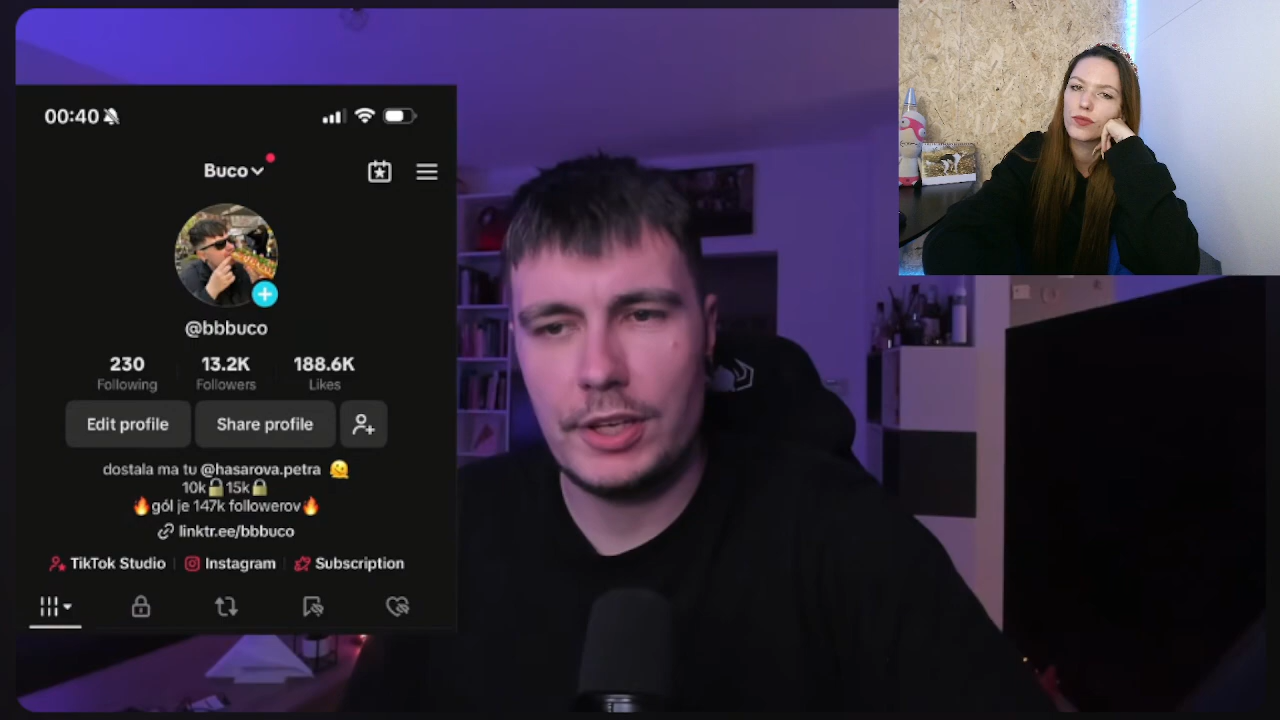 00:40
Buco
@bbbuco
230 13.2K 188.6K
Following Followers Likes
Edit profile Share profile
dostala ma tu @hasarova.petra 🫠
10k🔓15k🔒
🔥gól je 147k followerov🔥
linktr.ee/bbbuco
TikTok Studio Instagram Subscription